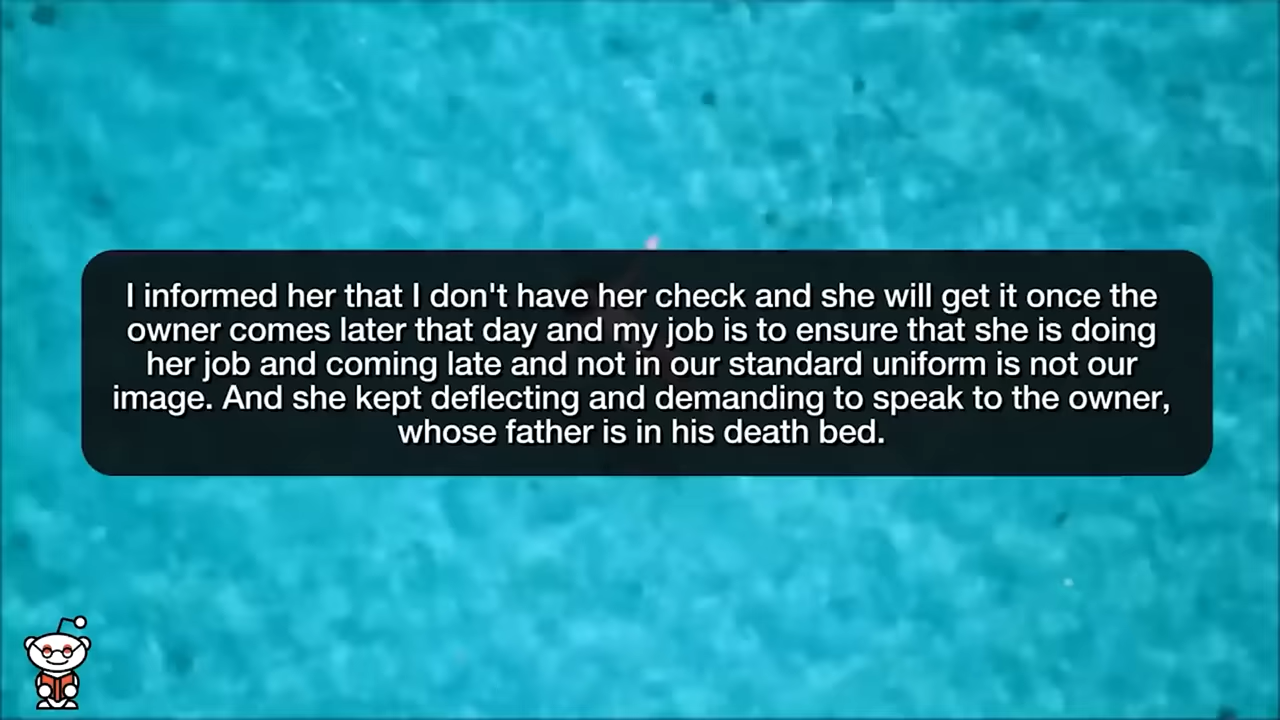 I informed her that I don't have her check and she will get it once the
owner comes later that day and my job is to ensure that she is doing
her job and coming late and not in our standard uniform is not our
image. And she kept deflecting and demanding to speak to the owner,
whose father is in his death bed.